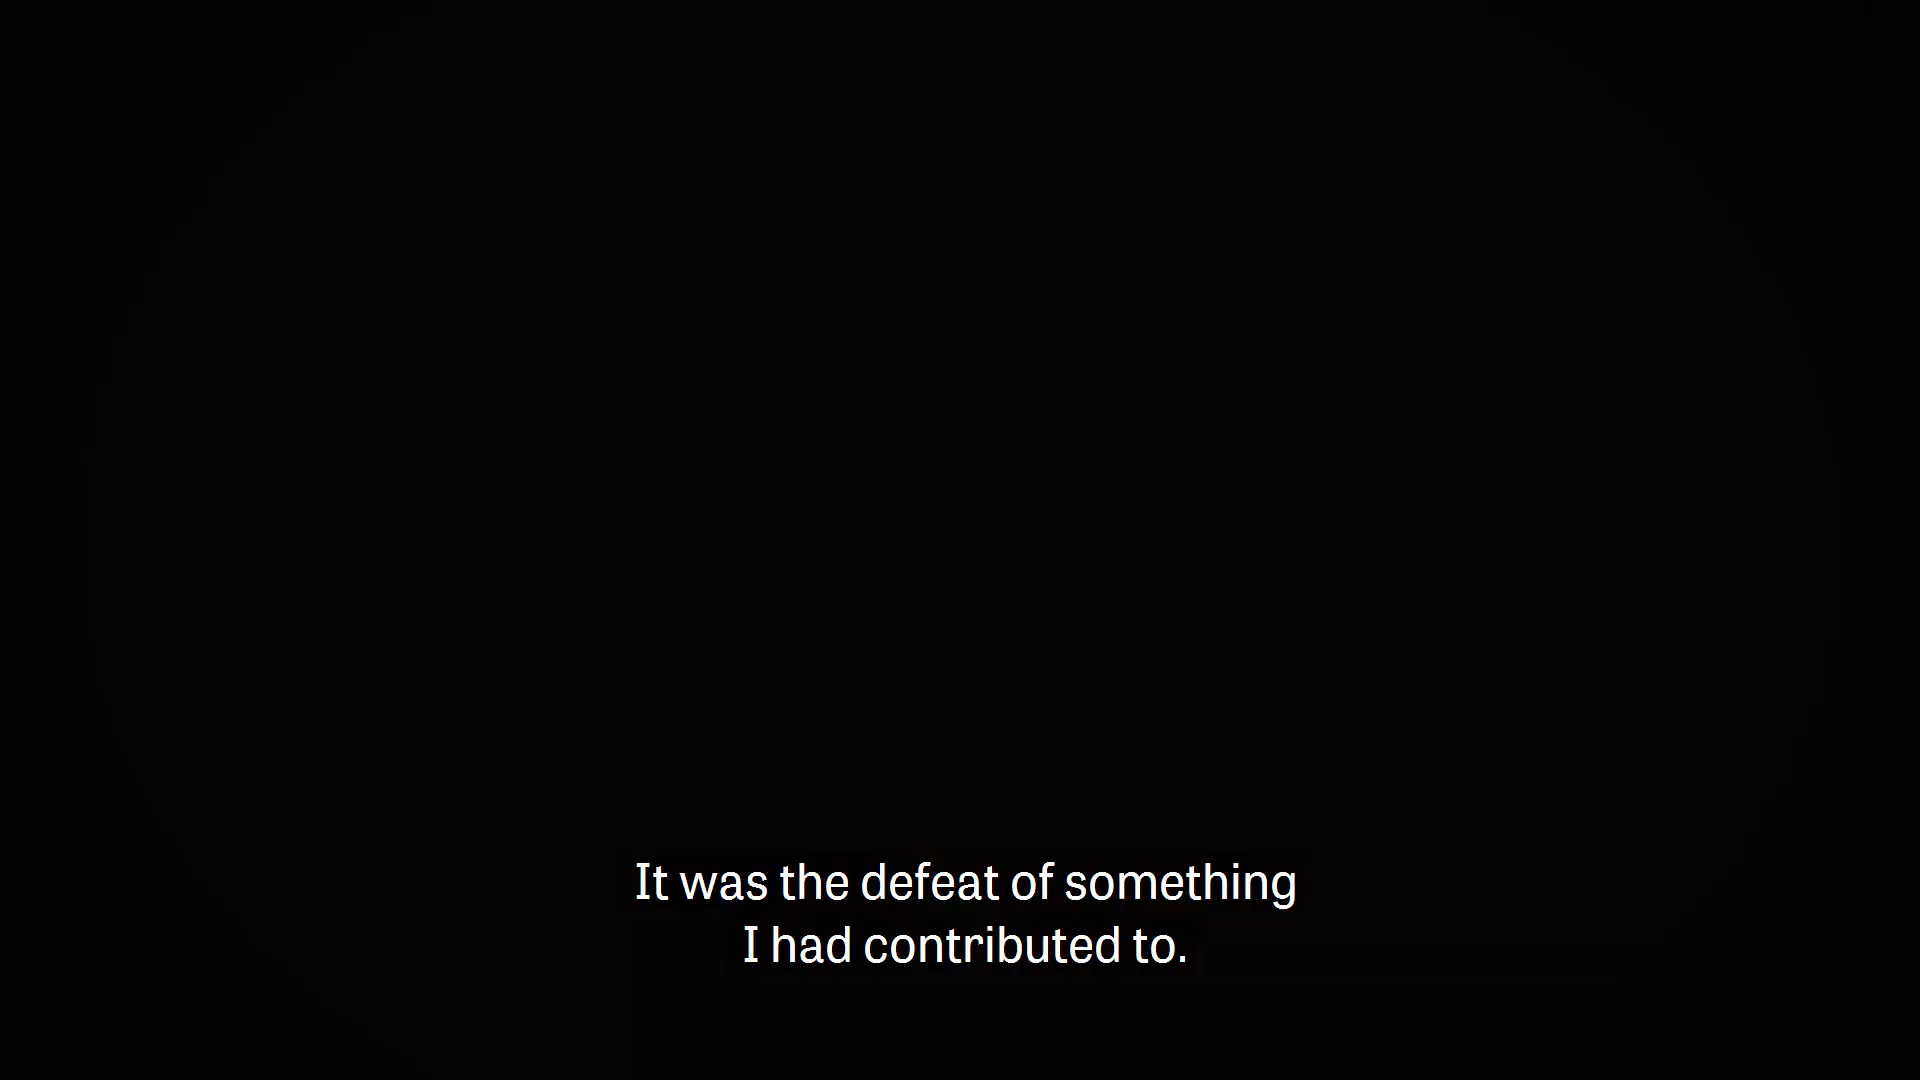 It was the defeat of something
I had contributed to.